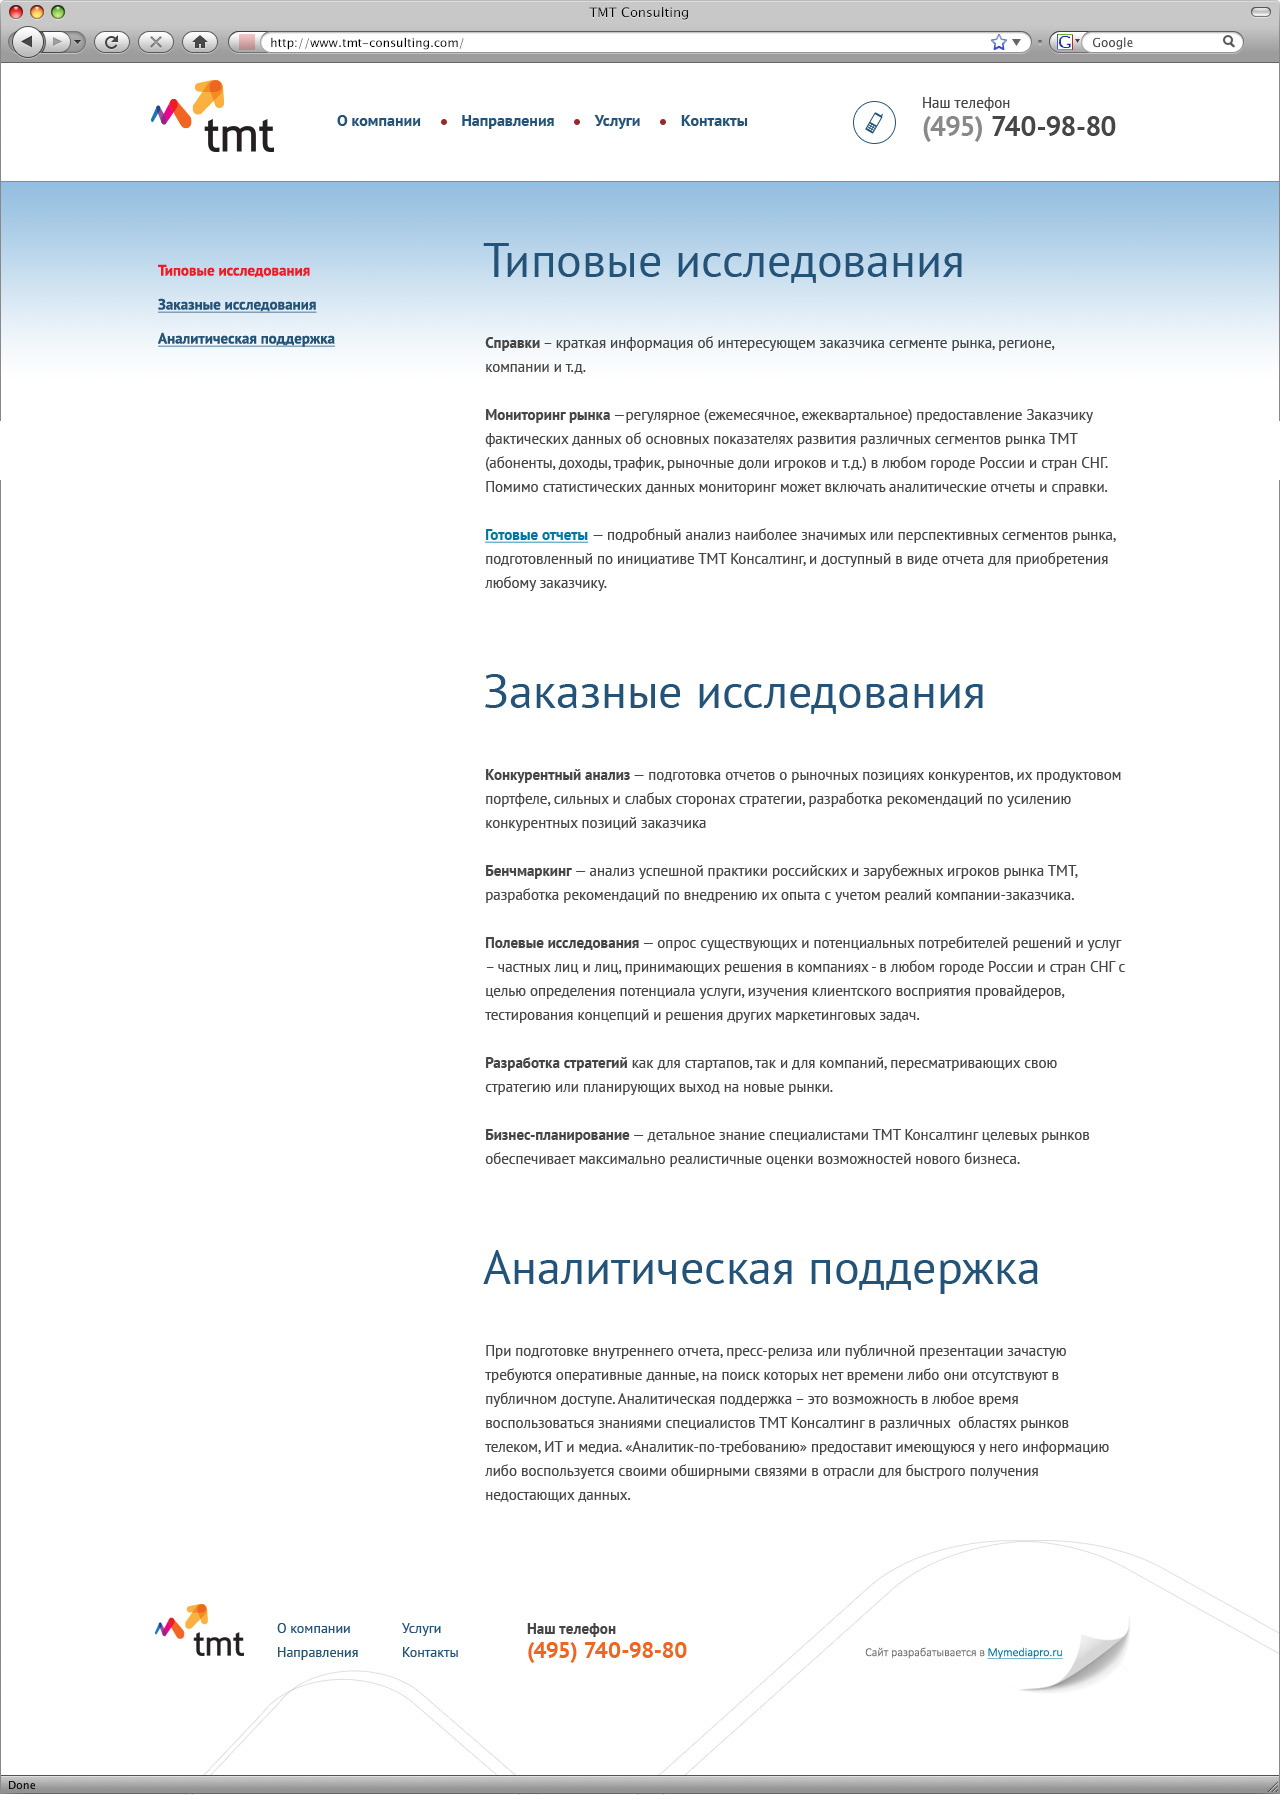 TMT Consulting
http://www.tmt-consulting.com/
G
Google
tmt
О компании
Направления
Услуги
Контакты
Наш телефон
(495) 740-98-80
Типовые исследования
Заказные исследования
Аналитическая поддержка
Типовые исследования
Справки – краткая информация об интересующем заказчика сегменте рынка, регионе,
компании и т.д.
Мониторинг рынка —регулярное (ежемесячное, ежеквартальное) предоставление Заказчику
фактических данных об основных показателях развития различных сегментов рынка ТМТ
(абоненты, доходы, трафик, рыночные доли игроков и т.д.) в любом городе России и стран СНГ.
Помимо статистических данных мониторинг может включать аналитические отчеты и справки.
Готовые отчеты — подробный анализ наиболее значимых или перспективных сегментов рынка,
подготовленный по инициативе ТМТ Консалтинг, и доступный в виде отчета для приобретения
любому заказчику.
Заказные исследования
Конкурентный анализ — подготовка отчетов о рыночных позициях конкурентов, их продуктовом
портфеле, сильных и слабых сторонах стратегии, разработка рекомендаций по усилению
конкурентных позиций заказчика
Бенчмаркинг — анализ успешной практики российских и зарубежных игроков рынка ТМТ,
разработка рекомендаций по внедрению их опыта с учетом реалий компании-заказчика.
Полевые исследования — опрос существующих и потенциальных потребителей решений и услуг
– частных лиц и лиц, принимающих решения в компаниях - в любом городе России и стран СНГ с
целью определения потенциала услуги, изучения клиентского восприятия провайдеров,
тестирования концепций и решения других маркетинговых задач.
Разработка стратегий как для стартапов, так и для компаний, пересматривающих свою
стратегию или планирующих выход на новые рынки.
Бизнес-планирование — детальное знание специалистами ТМТ Консалтинг целевых рынков
обеспечивает максимально реалистичные оценки возможностей нового бизнеса.
Аналитическая поддержка
При подготовке внутреннего отчета, пресс-релиза или публичной презентации зачастую
требуются оперативные данные, на поиск которых нет времени либо они отсутствуют в
публичном доступе. Аналитическая поддержка – это возможность в любое время
воспользоваться знаниями специалистов ТМТ Консалтинг в различных  областях рынков
телеком, ИТ и медиа. «Аналитик-по-требованию» предоставит имеющуюся у него информацию
либо воспользуется своими обширными связями в отрасли для быстрого получения
недостающих данных.
tmt
О компании
Направления
Услуги
Контакты
Наш телефон
(495) 740-98-80
Сайт разрабатывается в Mymediapro.ru
Done